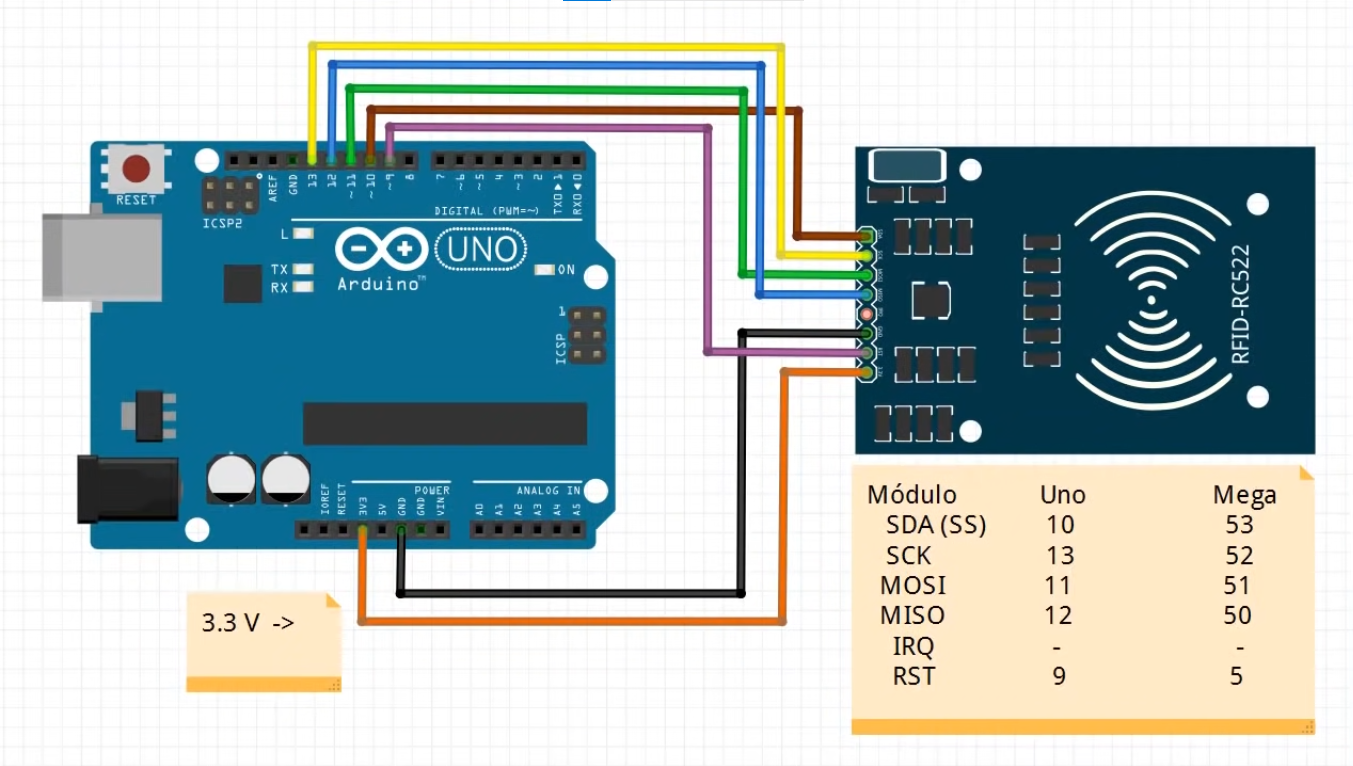 RESET
ICSP2
AREF
GND
13
12
~11
~10
~9
8
7
~6
~5
4
~3
2
TX0▶1
RX0◀0
DIGITAL (PWM=~)
L
TX
RX
UNO
Arduino™
ON
1
ICSP
RFID-RC522
POWER
ANALOG IN
IOREF
RESET
3V3
5V
GND
GND
VIN
A0
A1
A2
A3
A4
A5
3.3 V ->
Módulo Uno Mega
SDA (SS) 10 53
SCK 13 52
MOSI 11 51
MISO 12 50
IRQ - -
RST 9 5